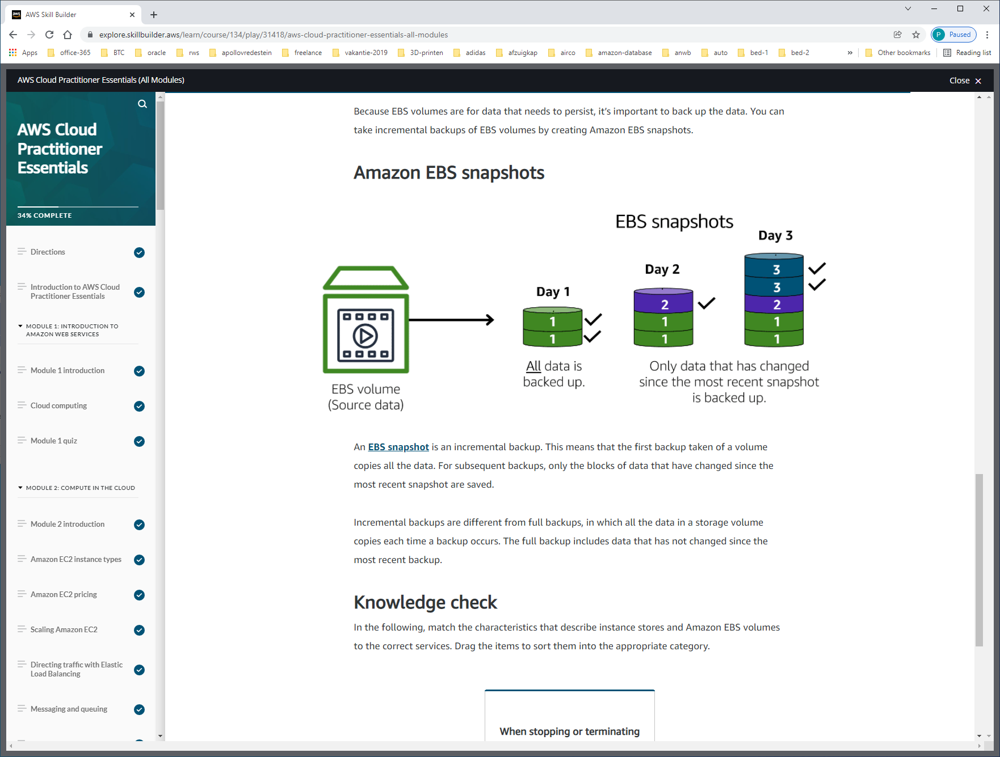 AWS Skill Builder
explore.skillbuilder.aws/learn/course/134/play/31418/aws-cloud-practitioner-essentials-all-modules
P Paused
Apps office-365 BTC oracle rws apollovredestein freelance vakantie-2019 3D-printen adidas afzuigkap airco amazon-database anwb auto bed-1 bed-2 » Other bookmarks Reading list
AWS Cloud Practitioner Essentials (All Modules)
Close
AWS Cloud
Practitioner
Essentials
34% COMPLETE
Directions
Introduction to AWS Cloud
Practitioner Essentials
MODULE 1: INTRODUCTION TO
AMAZON WEB SERVICES
Module 1 introduction
Cloud computing
Module 1 quiz
MODULE 2: COMPUTE IN THE CLOUD
Module 2 introduction
Amazon EC2 instance types
Amazon EC2 pricing
Scaling Amazon EC2
Directing traffic with Elastic
Load Balancing
Messaging and queuing
Because EBS volumes are for data that needs to persist, it’s important to back up the data. You can
take incremental backups of EBS volumes by creating Amazon EBS snapshots.
Amazon EBS snapshots
EBS snapshots
EBS volume
(Source data)
Day 1
1
1
All data is
backed up.
Day 2
2
1
1
Day 3
3
3
2
1
1
Only data that has changed
since the most recent snapshot
is backed up.
An EBS snapshot is an incremental backup. This means that the first backup taken of a volume
copies all the data. For subsequent backups, only the blocks of data that have changed since the
most recent snapshot are saved.
Incremental backups are different from full backups, in which all the data in a storage volume
copies each time a backup occurs. The full backup includes data that has not changed since the
most recent backup.
Knowledge check
In the following, match the characteristics that describe instance stores and Amazon EBS volumes
to the correct services. Drag the items to sort them into the appropriate category.
When stopping or terminating